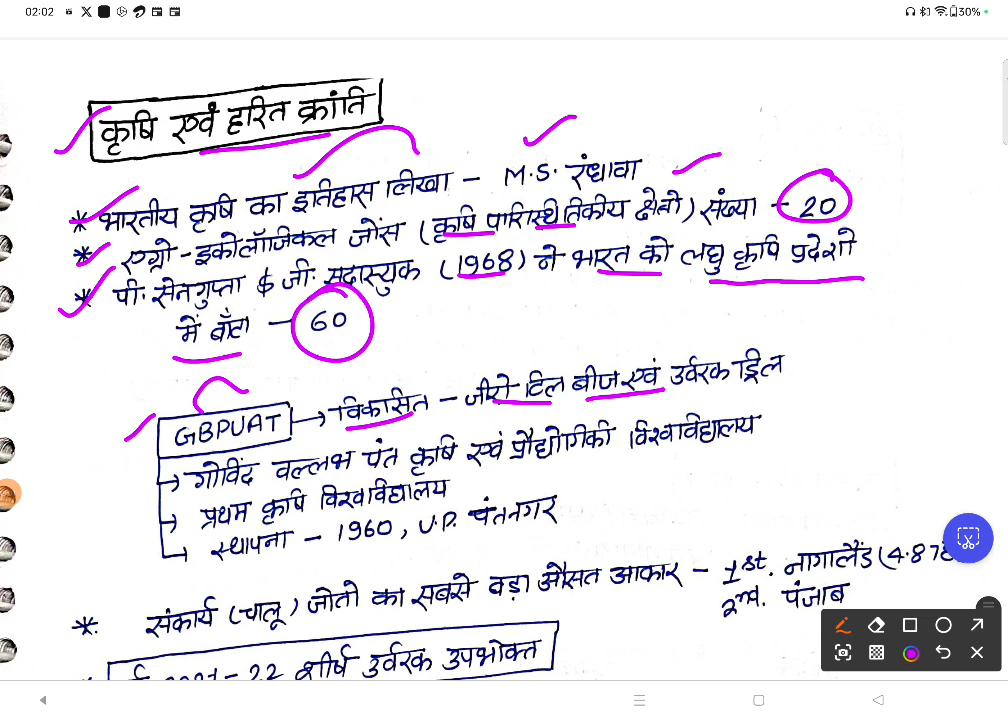 02:02
30%
कृषि एवं हरित क्रांति
* भारतीय कृषि का इतिहास लिखा - M.S. रंधावा
* एग्रो-इकोलॉजिकल जोंस (कृषि पारिस्थितिकीय क्षेत्रो) संख्या - 20
* पी. सेनगुप्ता & जी. सदास्युक (1968) ने भारत को लघु कृषि प्रदेशो
में बाँटा - 60
GBPUAT → विकासित - जीरो टिल बीज एवं उर्वरक ड्रिल
→ गोविंद वल्लभ पंत कृषि एवं प्रौद्योगिकी विश्वविद्यालय
→ प्रथम कृषि विश्वविद्यालय
→ स्थापना - 1960, U.P. पंतनगर
*. संकार्य (चालू) जोतो का सबसे बड़ा औसत आकार - 1st. नागालैंड (4.87
2nd. पंजाब
-22 शीर्ष उर्वरक उपभोक्त